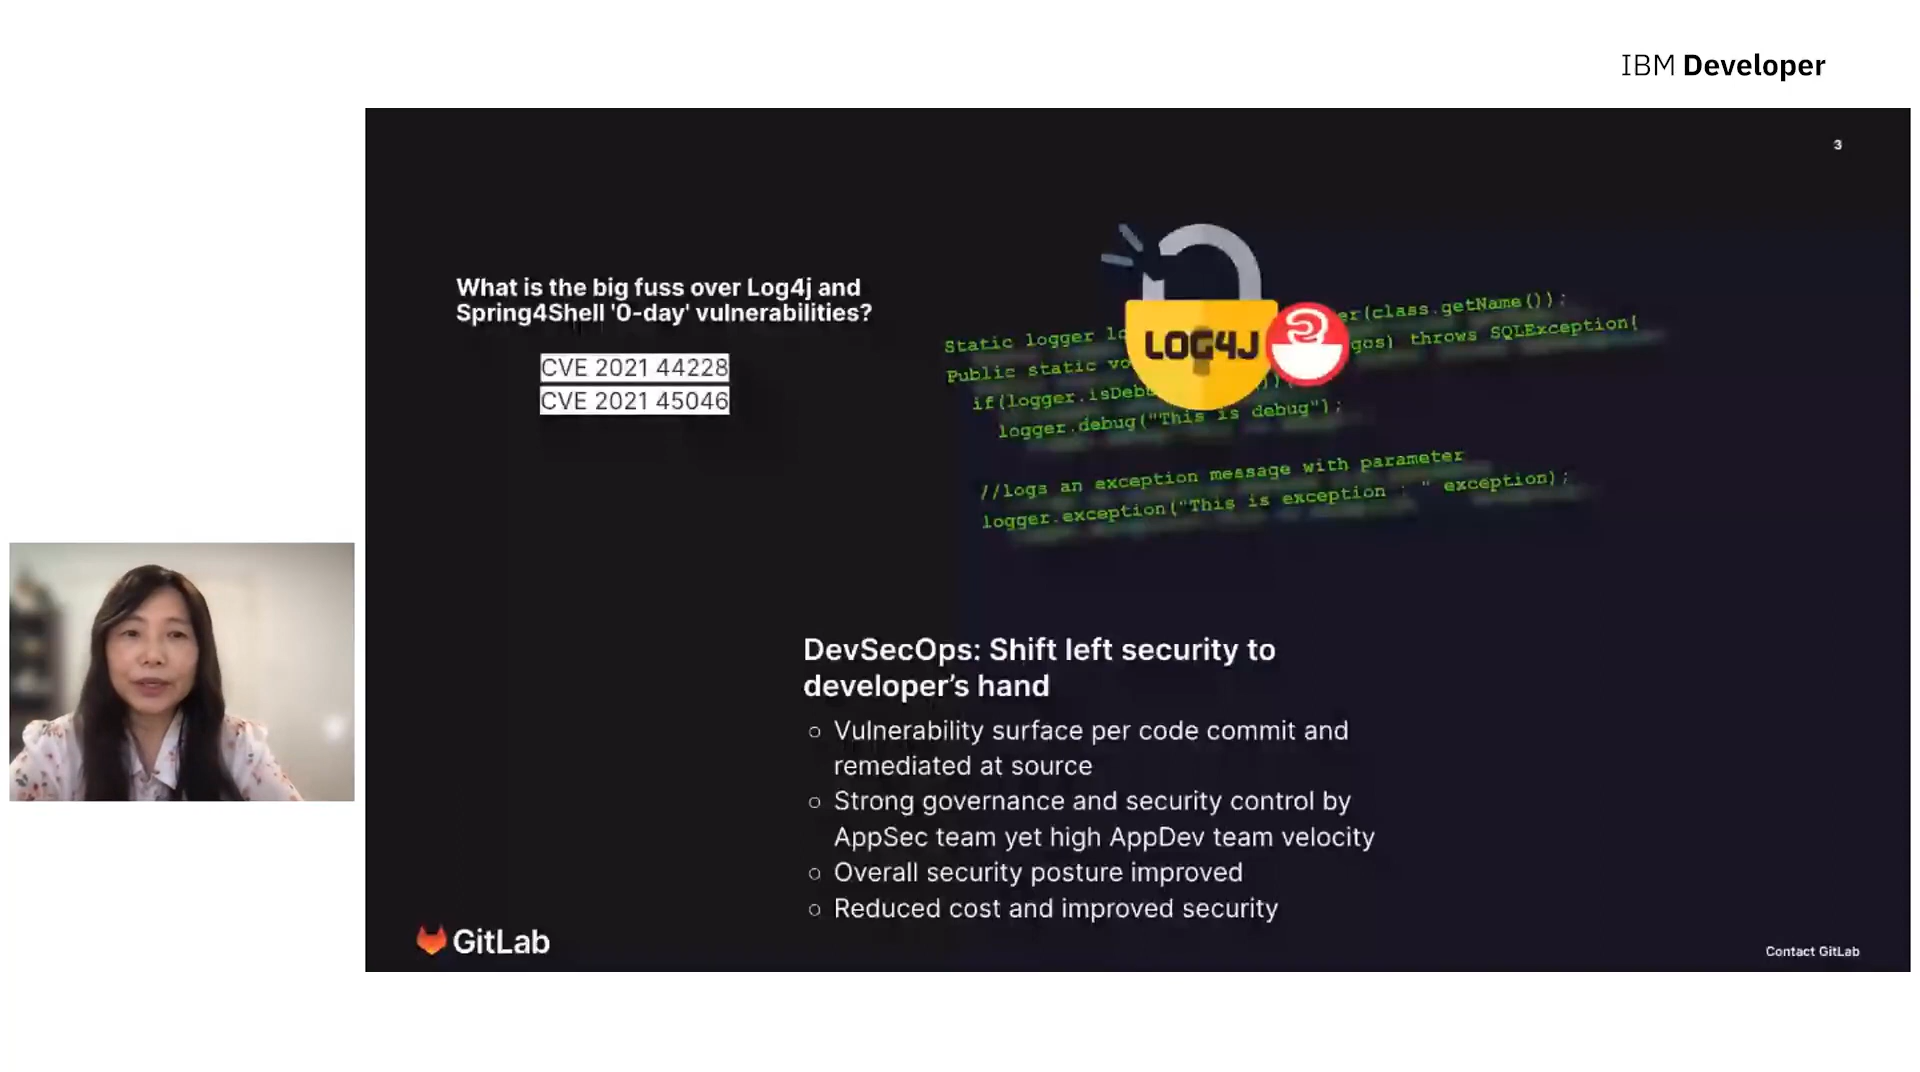 IBM Developer
3
What is the big fuss over Log4j and
Spring4Shell '0-day' vulnerabilities?
CVE 2021 44228
CVE 2021 45046
LOG4J
Static logger er(class.getName());
Public static gos) throws SQLException{
if(logger.isDeb
logger.debug("This is debug");
//logs an exception message with parameter
logger.exception("This is exception : " exception);
DevSecOps: Shift left security to
developer’s hand
○ Vulnerability surface per code commit and
remediated at source
○ Strong governance and security control by
AppSec team yet high AppDev team velocity
○ Overall security posture improved
○ Reduced cost and improved security
GitLab
Contact GitLab